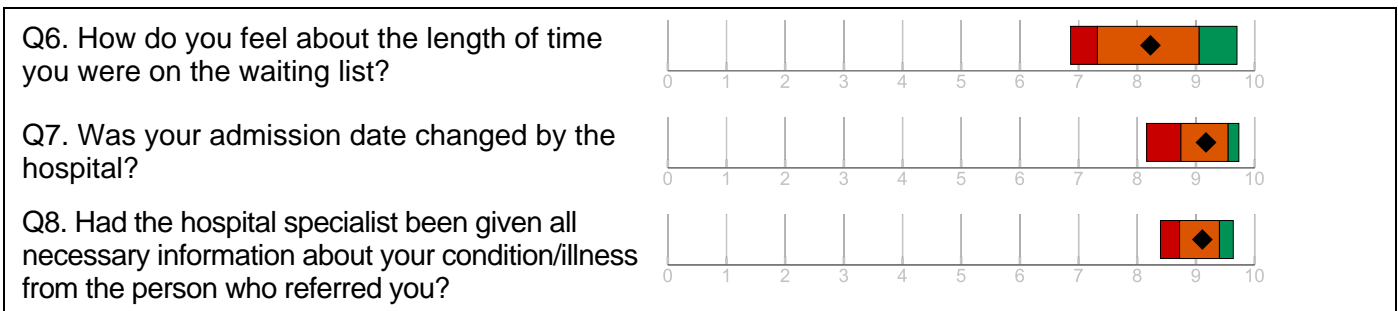 Q6. How do you feel about the length of time
you were on the waiting list?
0 1 2 3 4 5 6 7 8 9 10
Q7. Was your admission date changed by the
hospital?
0 1 2 3 4 5 6 7 8 9 10
Q8. Had the hospital specialist been given all
necessary information about your condition/illness
from the person who referred you?
0 1 2 3 4 5 6 7 8 9 10